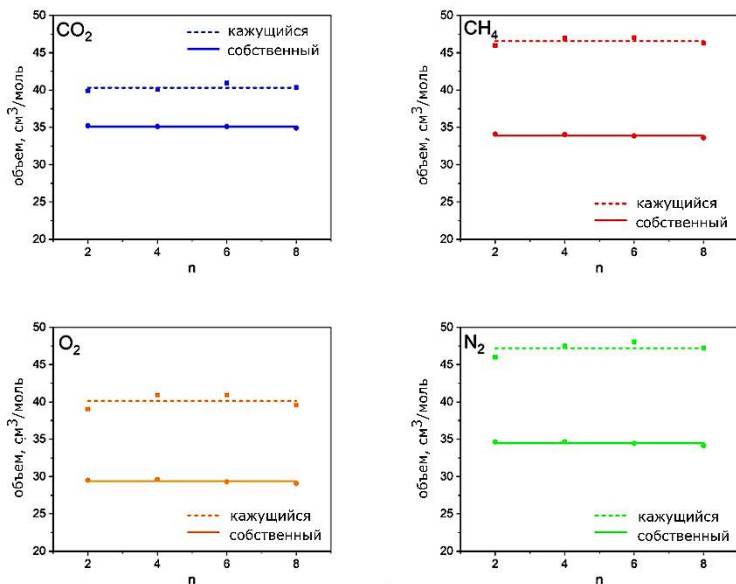 CO₂
кажущийся
собственный
объем, см³/моль
50
45
40
35
30
25
20
2 4 6 8
n
CH₄
кажущийся
собственный
объем, см³/моль
50
45
40
35
30
25
20
2 4 6 8
n
O₂
кажущийся
собственный
объем, см³/моль
50
45
40
35
30
25
20
2 4 6 8
n
N₂
кажущийся
собственный
объем, см³/моль
50
45
40
35
30
25
20
2 4 6 8
n